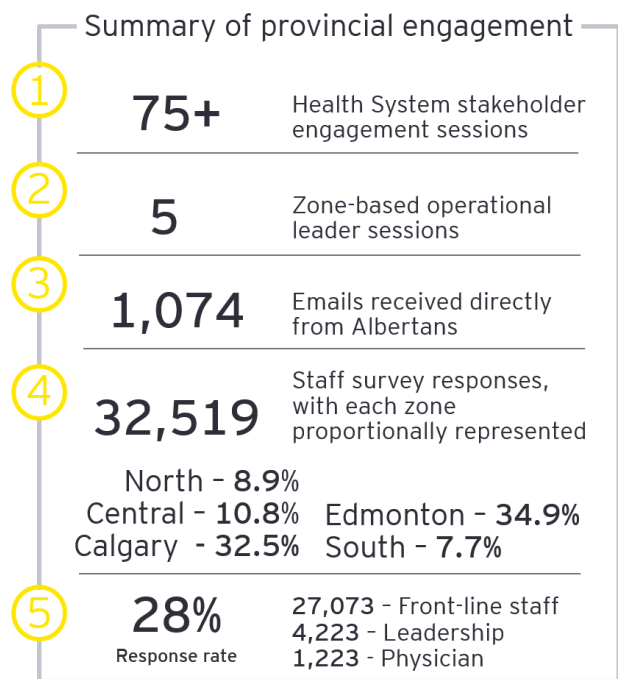 Summary of provincial engagement
1
75+
Health System stakeholder
engagement sessions
2
5
Zone-based operational
leader sessions
3
1,074
Emails received directly
from Albertans
4
32,519
Staff survey responses,
with each zone
proportionally represented
North – 8.9%
Central – 10.8%
Calgary - 32.5%
Edmonton – 34.9%
South – 7.7%
5
28%
Response rate
27,073 – Front-line staff
4,223 – Leadership
1,223 - Physician